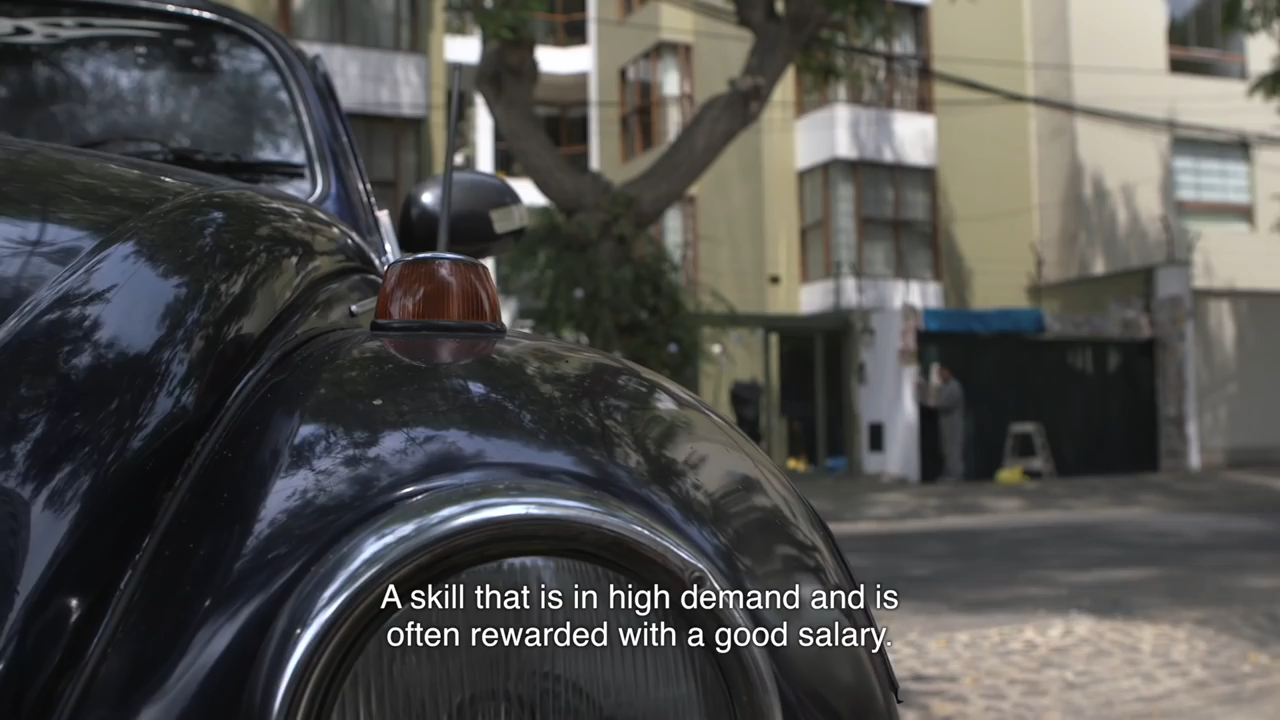 A skill that is in high demand and is
often rewarded with a good salary.